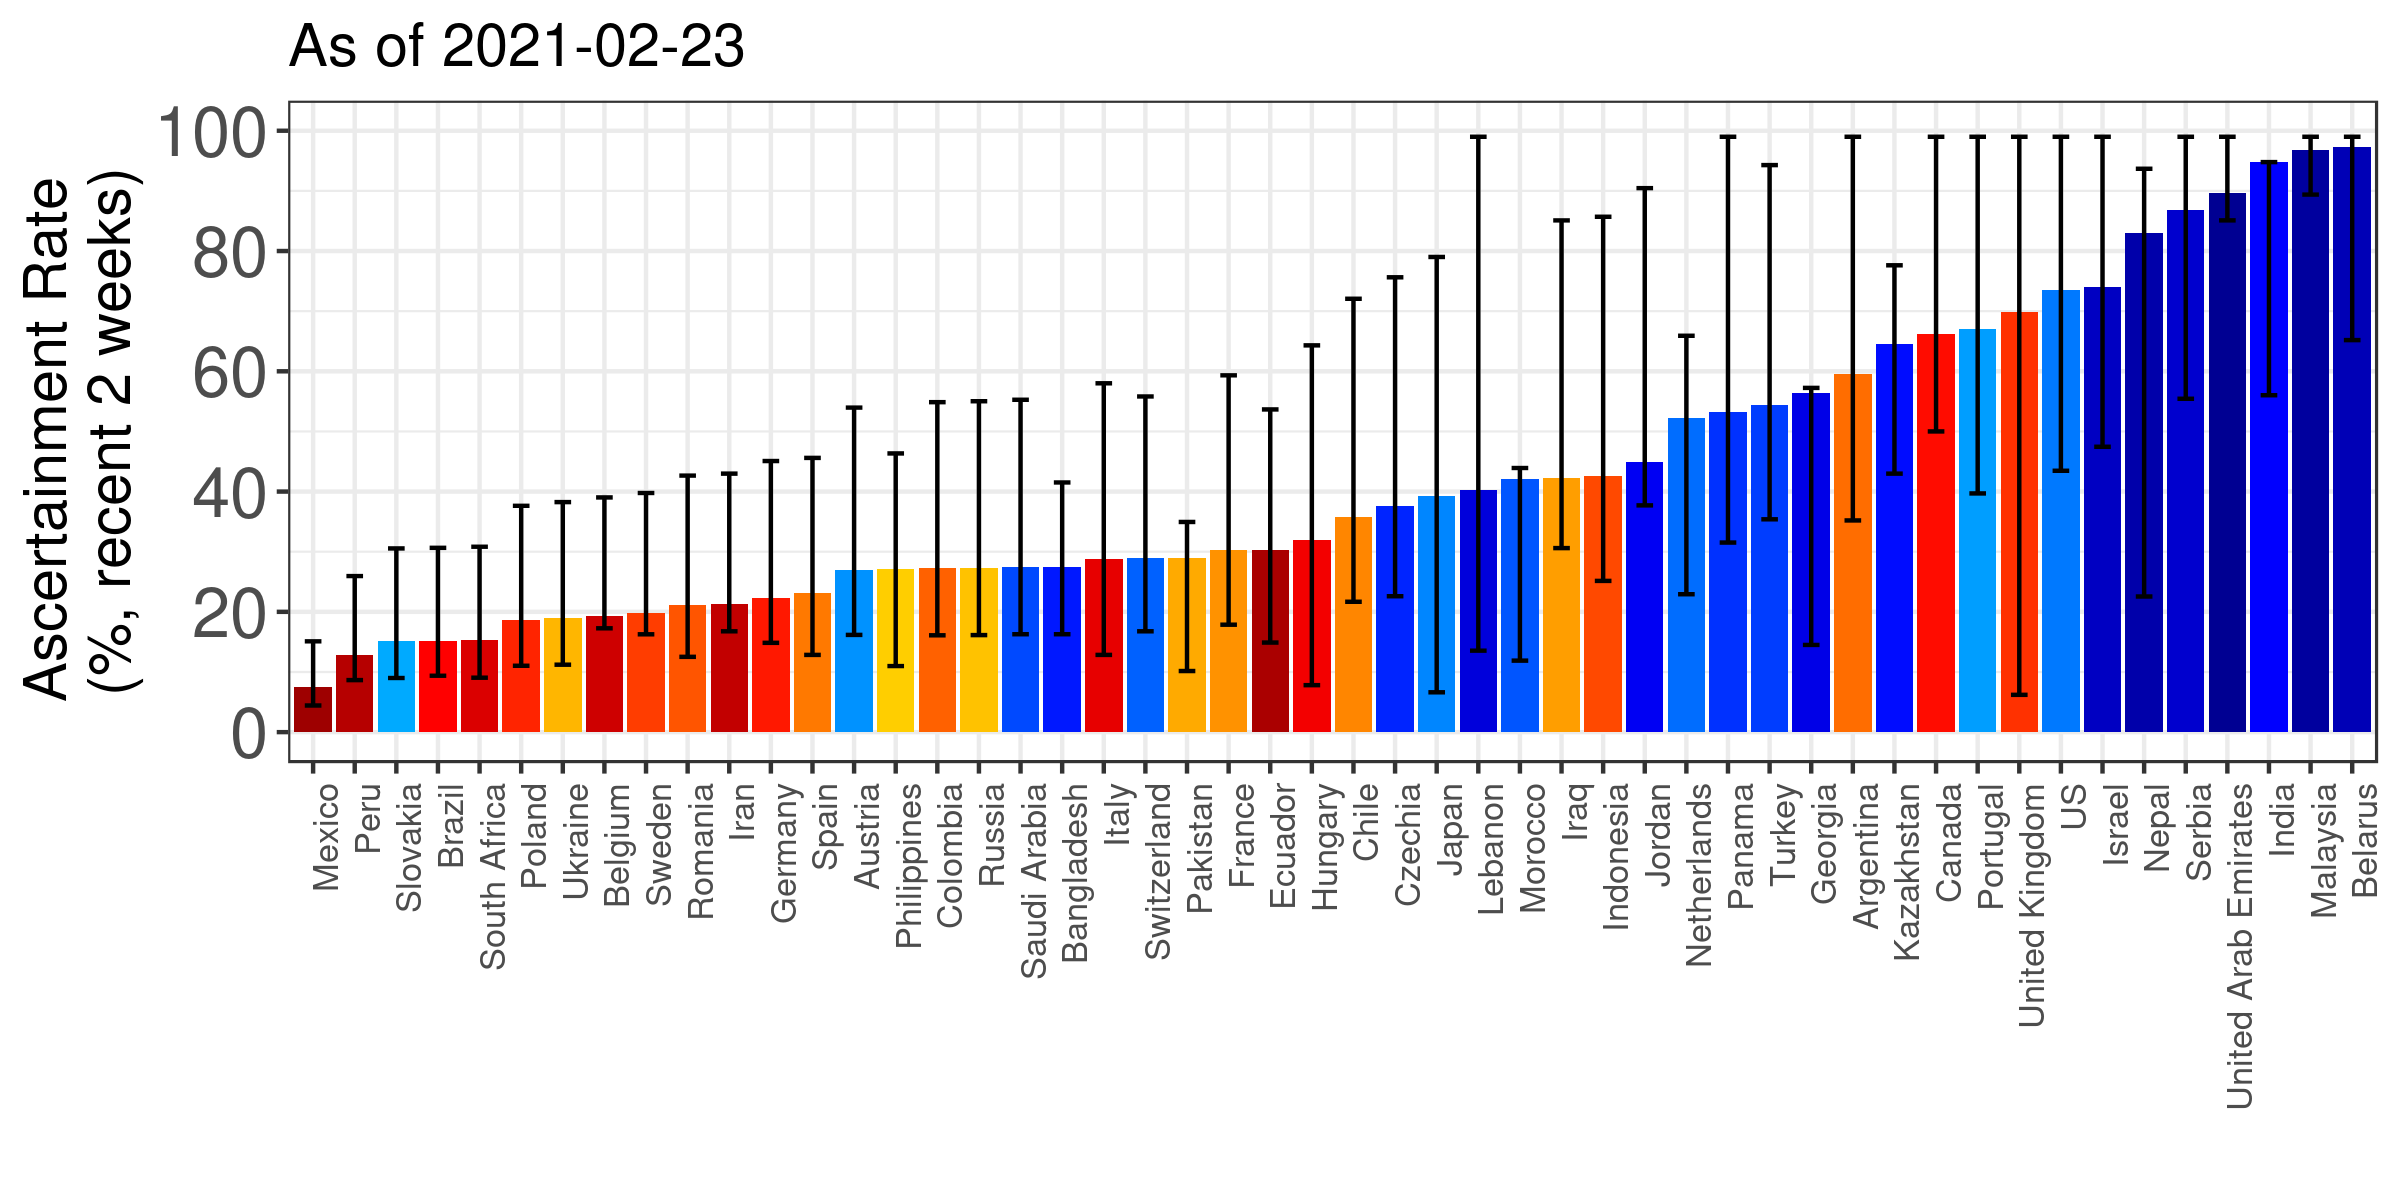 As of 2021-02-23
Ascertainment Rate
(%, recent 2 weeks)
100
80
60
40
20
0
Mexico
Peru
Slovakia
Brazil
South Africa
Poland
Ukraine
Belgium
Sweden
Romania
Iran
Germany
Spain
Austria
Philippines
Colombia
Russia
Saudi Arabia
Bangladesh
Italy
Switzerland
Pakistan
France
Ecuador
Hungary
Chile
Czechia
Japan
Lebanon
Morocco
Iraq
Indonesia
Jordan
Netherlands
Panama
Turkey
Georgia
Argentina
Kazakhstan
Canada
Portugal
United Kingdom
US
Israel
Nepal
Serbia
United Arab Emirates
India
Malaysia
Belarus